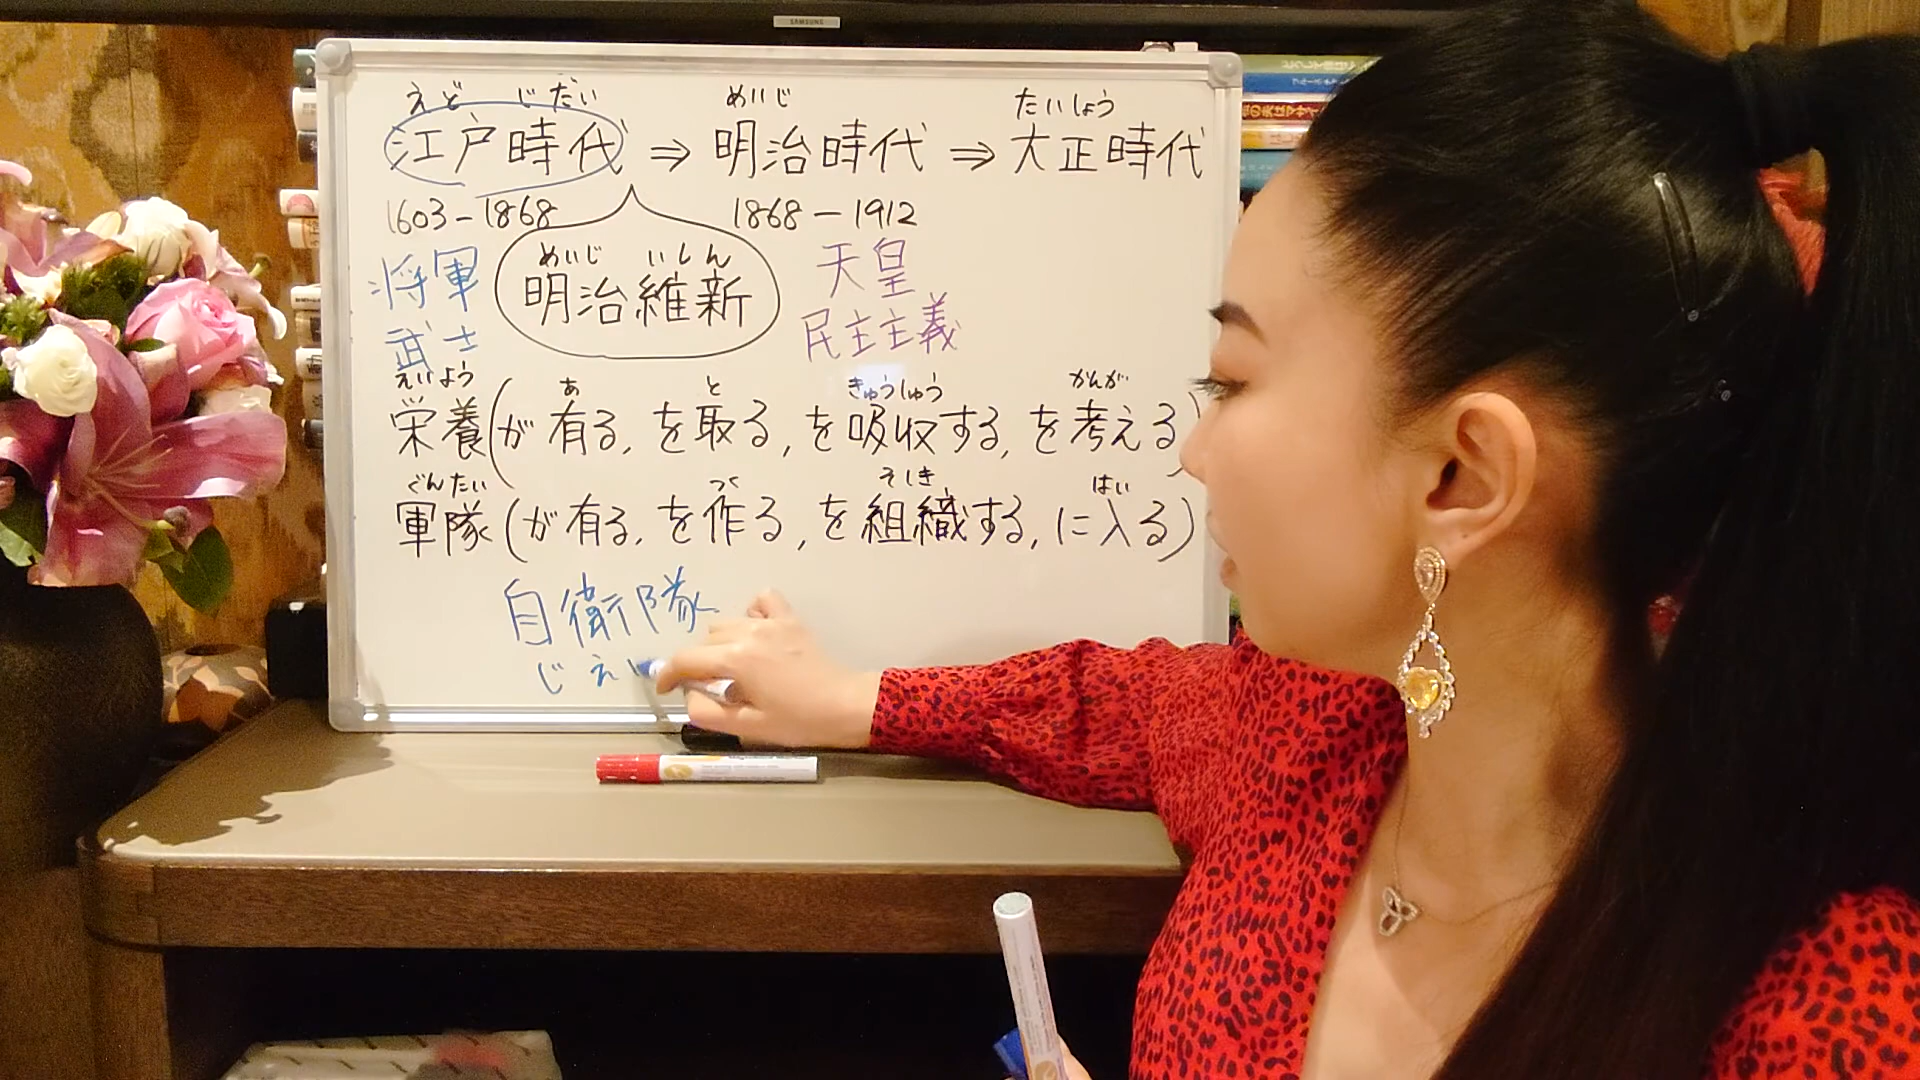 SAMSUNG
えど じだい めいじ たいしょう
江戸時代 ⇒ 明治時代 ⇒ 大正時代
1603-1868 1868-1912
将軍
武士
めいじ いしん
明治維新
天皇
民主主義
えいよう あ と きゅうしゅう かんが
栄養(が有る, を取る, を吸収する, を考える)
ぐんたい つく そしき はい
軍隊(が有る, を作る, を組織する, に入る)
自衛隊
じえい